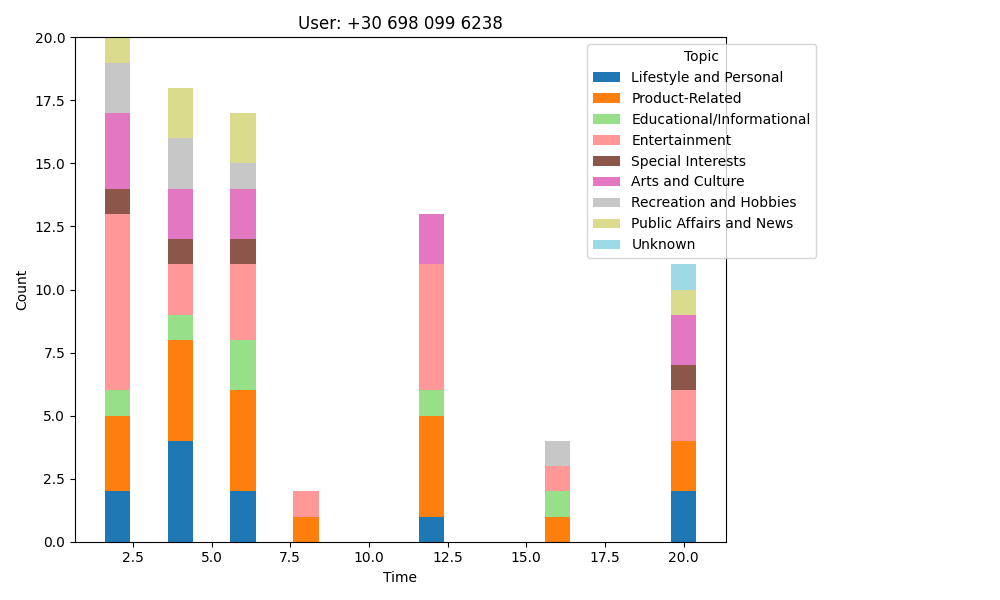 User: +30 698 099 6238
Topic
Lifestyle and Personal
Product-Related
Educational/Informational
Entertainment
Special Interests
Arts and Culture
Recreation and Hobbies
Public Affairs and News
Unknown
Count
20.0
17.5
15.0
12.5
10.0
7.5
5.0
2.5
0.0
2.5 5.0 7.5 10.0 12.5 15.0 17.5 20.0
Time